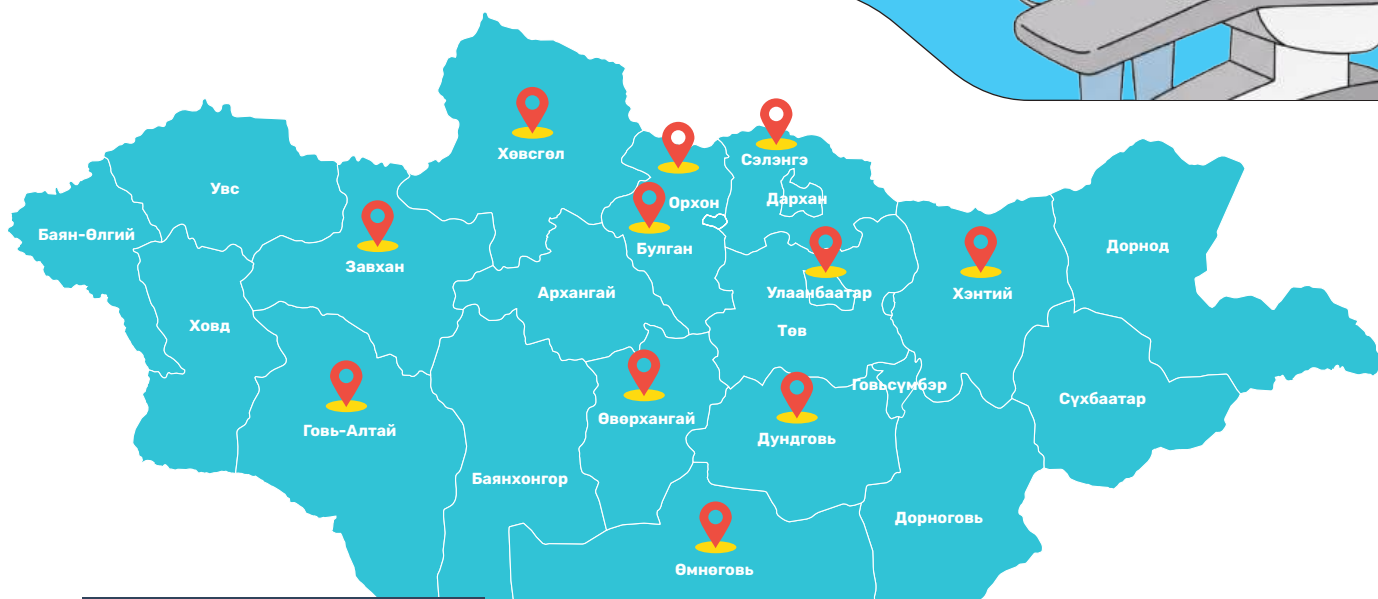 Хөвсгөл
Сэлэнгэ
Увс
Дархан
Орхон
Баян-Өлгий
Булган
Дорнод
Завхан
Архангай
Улаанбаатар
Хэнтий
Ховд
Төв
Говьсүмбэр
Сүхбаатар
Өвөрхангай
Говь-Алтай
Дундговь
Баянхонгор
Дорноговь
Өмнөговь